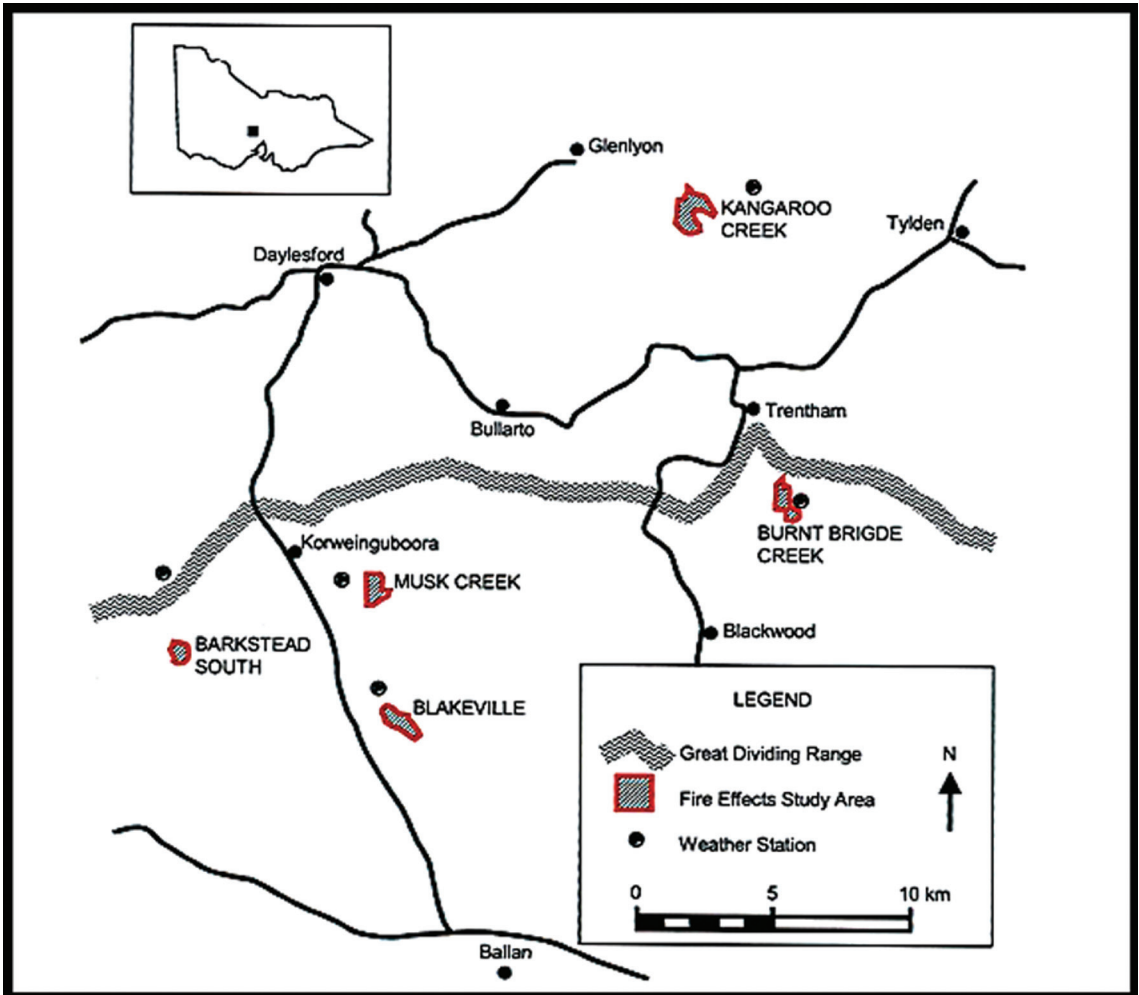 Glenlyon
KANGAROO
CREEK
Tylden
Daylesford
Bullarto
Trentham
Korweinguboora
MUSK CREEK
BURNT BRIGDE
CREEK
BARKSTEAD
SOUTH
Blackwood
BLAKEVILLE
LEGEND
Great Dividing Range
N
Fire Effects Study Area
Weather Station
0 5 10 km
Ballan